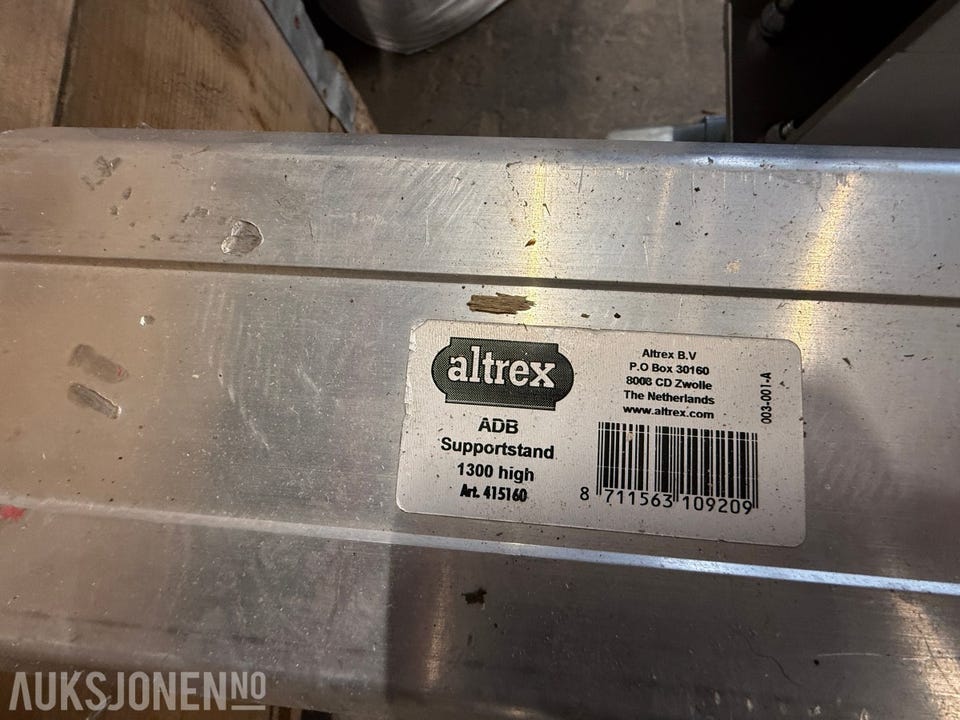 altrex
ADB
Supportstand
1300 high
Art. 415160
Altrex B.V
P.O Box 30160
8008 CD Zwolle
The Netherlands
www.altrex.com
003-001-A
8 711563 109209
AUKSJONEN NO